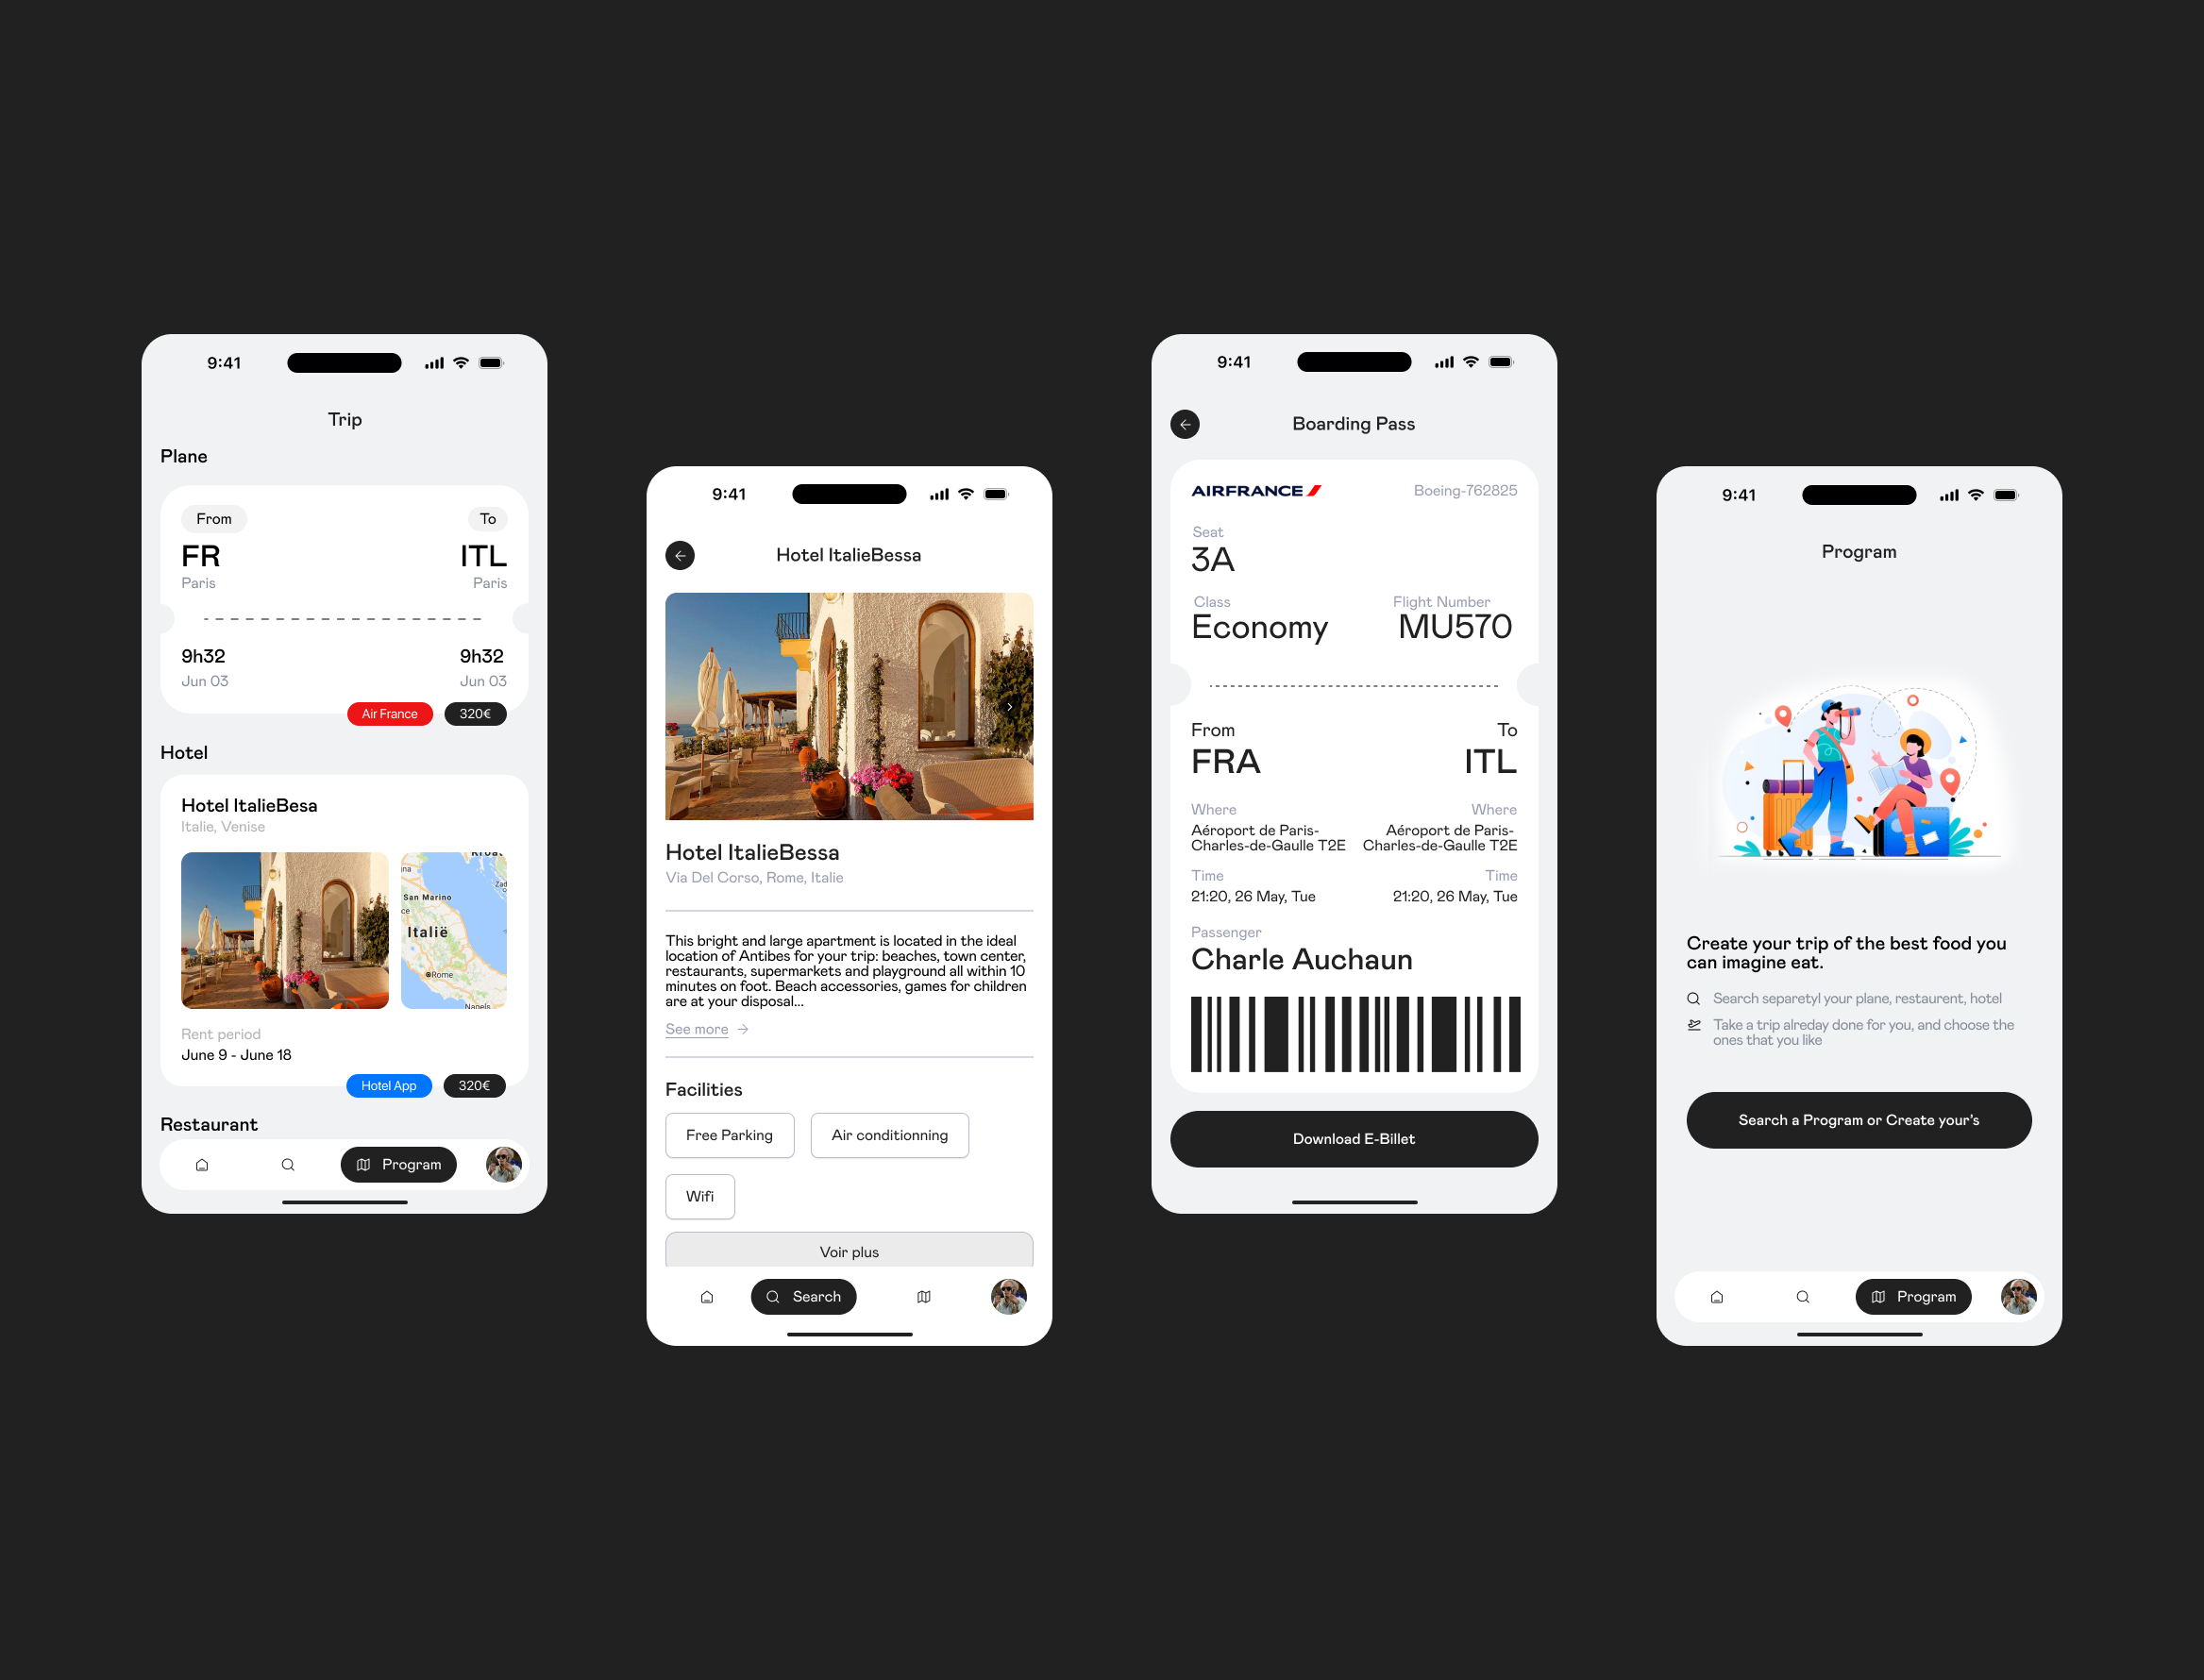 9:41
Trip
Plane
From
To
FR
ITL
Paris
Paris
9h32
9h32
Jun 03
Jun 03
Air France
320€
Hotel
Hotel ItalieBesa
Italie, Venise
San Marino
Italië
Rome
Rent period
June 9 - June 18
Hotel App
320€
Restaurant
Program
9:41
Hotel ItalieBessa
Hotel ItalieBessa
Via Del Corso, Rome, Italie
This bright and large apartment is located in the ideal
location of Antibes for your trip: beaches, town center,
restaurants, supermarkets and playground all within 10
minutes on foot. Beach accessories, games for children
are at your disposal...
See more
Facilities
Free Parking
Air conditionning
Wifi
Voir plus
Search
9:41
Boarding Pass
AIRFRANCE
Boeing-762825
Seat
3A
Class
Flight Number
Economy
MU570
From
To
FRA
ITL
Where
Where
Aéroport de Paris-
Charles-de-Gaulle T2E
Aéroport de Paris-
Charles-de-Gaulle T2E
Time
Time
21:20, 26 May, Tue
21:20, 26 May, Tue
Passenger
Charle Auchaun
Download E-Billet
9:41
Program
Create your trip of the best food you
can imagine eat.
Search separetyl your plane, restaurent, hotel
Take a trip alreday done for you, and choose the
ones that you like
Search a Program or Create your's
Program